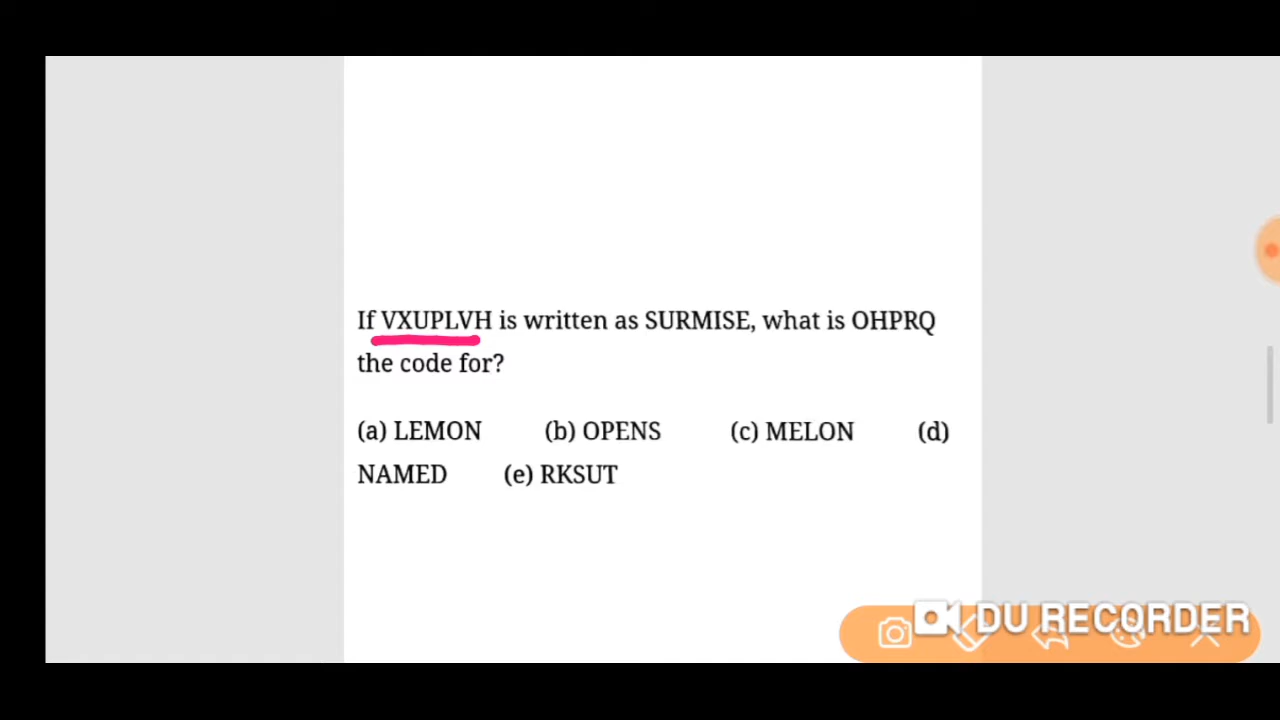 If VXUPLVH is written as SURMISE, what is OHPRQ
the code for?
(a) LEMON (b) OPENS (c) MELON (d)
NAMED (e) RKSUT
DU RECORDER